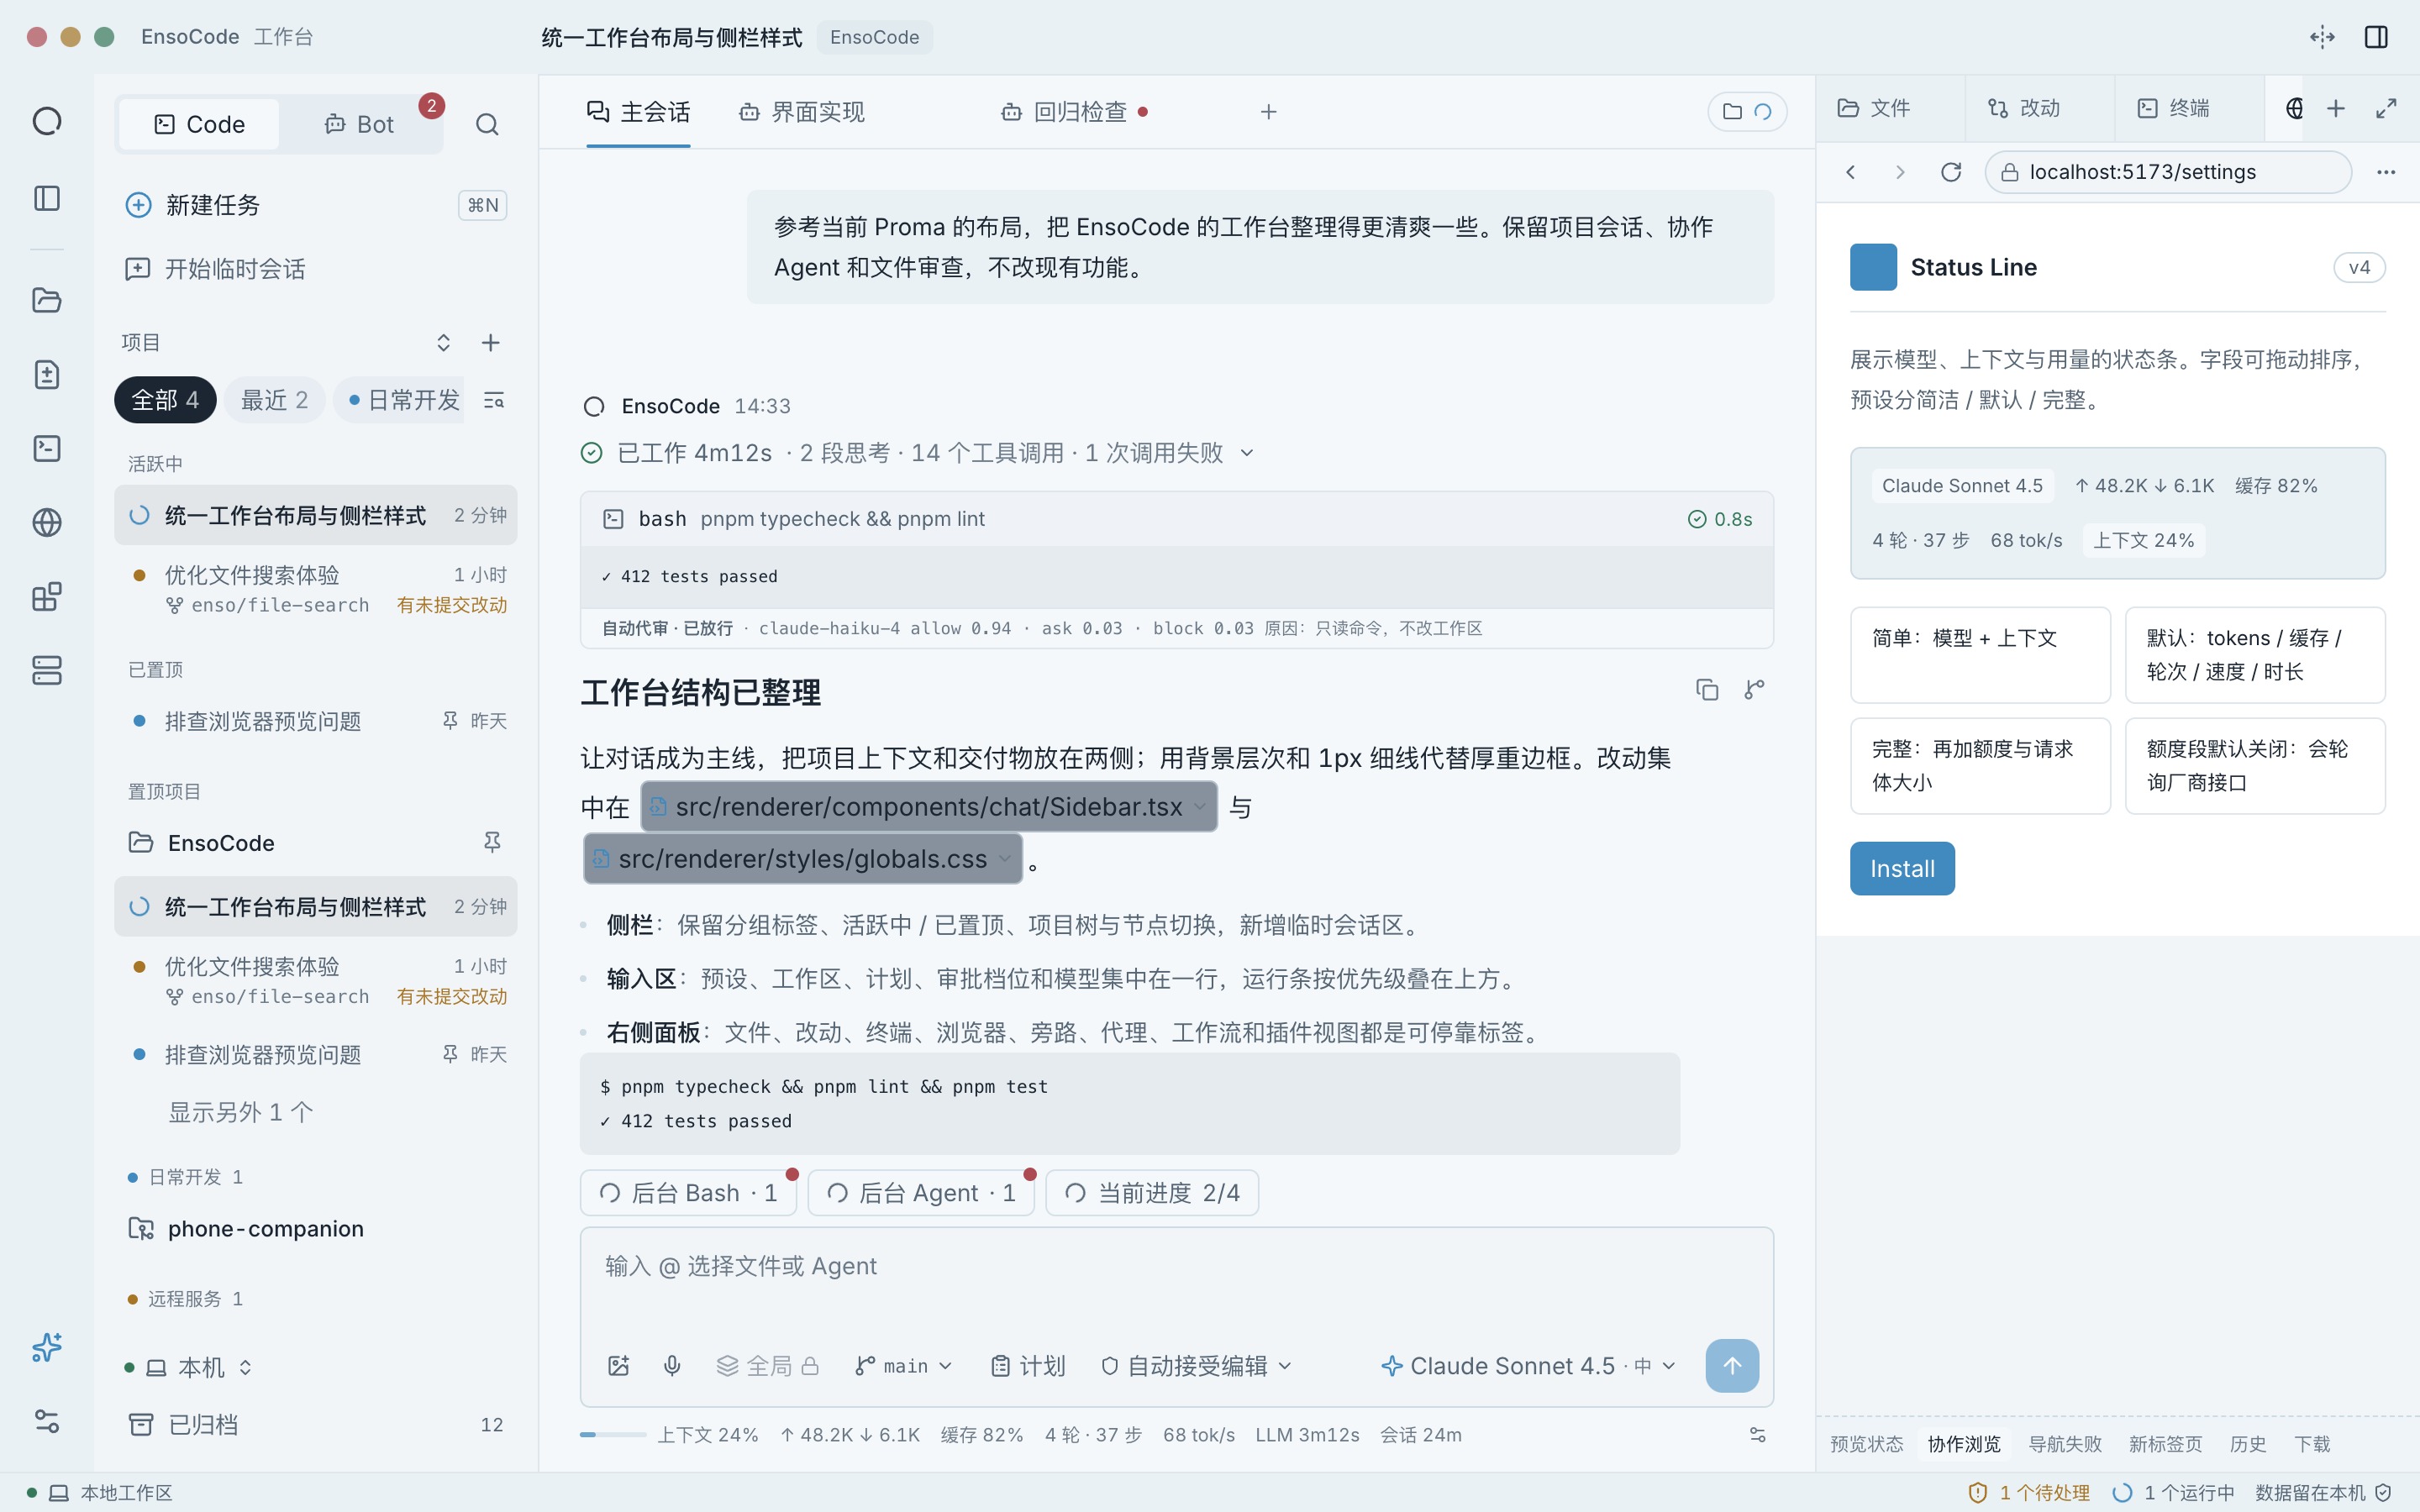 EnsoCode 工作台
统一工作台布局与侧栏样式 EnsoCode
Code Bot 2
新建任务 ⌘N
开始临时会话
项目
全部 4 最近 2 日常开发
活跃中
统一工作台布局与侧栏样式 2 分钟
优化文件搜索体验 1 小时
enso/file-search 有未提交改动
已置顶
排查浏览器预览问题 昨天
置顶项目
EnsoCode
统一工作台布局与侧栏样式 2 分钟
优化文件搜索体验 1 小时
enso/file-search 有未提交改动
排查浏览器预览问题 昨天
显示另外 1 个
日常开发 1
phone-companion
远程服务 1
本机
已归档 12
主会话 界面实现 回归检查
参考当前 Proma 的布局，把 EnsoCode 的工作台整理得更清爽一些。保留项目会话、协作
Agent 和文件审查，不改现有功能。
EnsoCode 14:33
已工作 4m12s · 2 段思考 · 14 个工具调用 · 1 次调用失败
bash pnpm typecheck && pnpm lint 0.8s
✓ 412 tests passed
自动代审 · 已放行 · claude-haiku-4 allow 0.94 · ask 0.03 · block 0.03 原因：只读命令，不改工作区
工作台结构已整理
让对话成为主线，把项目上下文和交付物放在两侧；用背景层次和 1px 细线代替厚重边框。改动集
中在 src/renderer/components/chat/Sidebar.tsx 与
src/renderer/styles/globals.css 。
侧栏：保留分组标签、活跃中 / 已置顶、项目树与节点切换，新增临时会话区。
输入区：预设、工作区、计划、审批档位和模型集中在一行，运行条按优先级叠在上方。
右侧面板：文件、改动、终端、浏览器、旁路、代理、工作流和插件视图都是可停靠标签。
$ pnpm typecheck && pnpm lint && pnpm test
✓ 412 tests passed
后台 Bash · 1 后台 Agent · 1 当前进度 2/4
输入 @ 选择文件或 Agent
全局 main 计划 自动接受编辑 Claude Sonnet 4.5 · 中
上下文 24% ↑ 48.2K ↓ 6.1K 缓存 82% 4 轮 · 37 步 68 tok/s LLM 3m12s 会话 24m
文件 改动 终端
localhost:5173/settings
Status Line v4
展示模型、上下文与用量的状态条。字段可拖动排序，
预设分简洁 / 默认 / 完整。
Claude Sonnet 4.5 ↑ 48.2K ↓ 6.1K 缓存 82%
4 轮 · 37 步 68 tok/s 上下文 24%
简单：模型 + 上下文
默认：tokens / 缓存 /
轮次 / 速度 / 时长
完整：再加额度与请求
体大小
额度段默认关闭：会轮
询厂商接口
Install
预览状态 协作浏览 导航失败 新标签页 历史 下载
本地工作区
1 个待处理 1 个运行中 数据留在本机